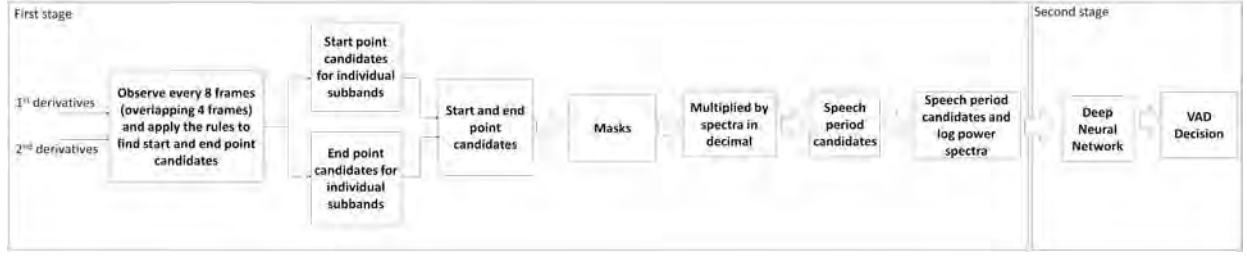 First stage
1st derivatives
2nd derivatives
Observe every 8 frames
(overlapping 4 frames)
and apply the rules to
find start and end point
candidates
Start point
candidates
for individual
subbands
End point
candidates for
individual
subbands
Start and end
point
candidates
Masks
Multiplied by
spectra in
decimal
Speech
period
candidates
Speech period
candidates and
log power
spectra
Second stage
Deep
Neural
Network
VAD
Decision